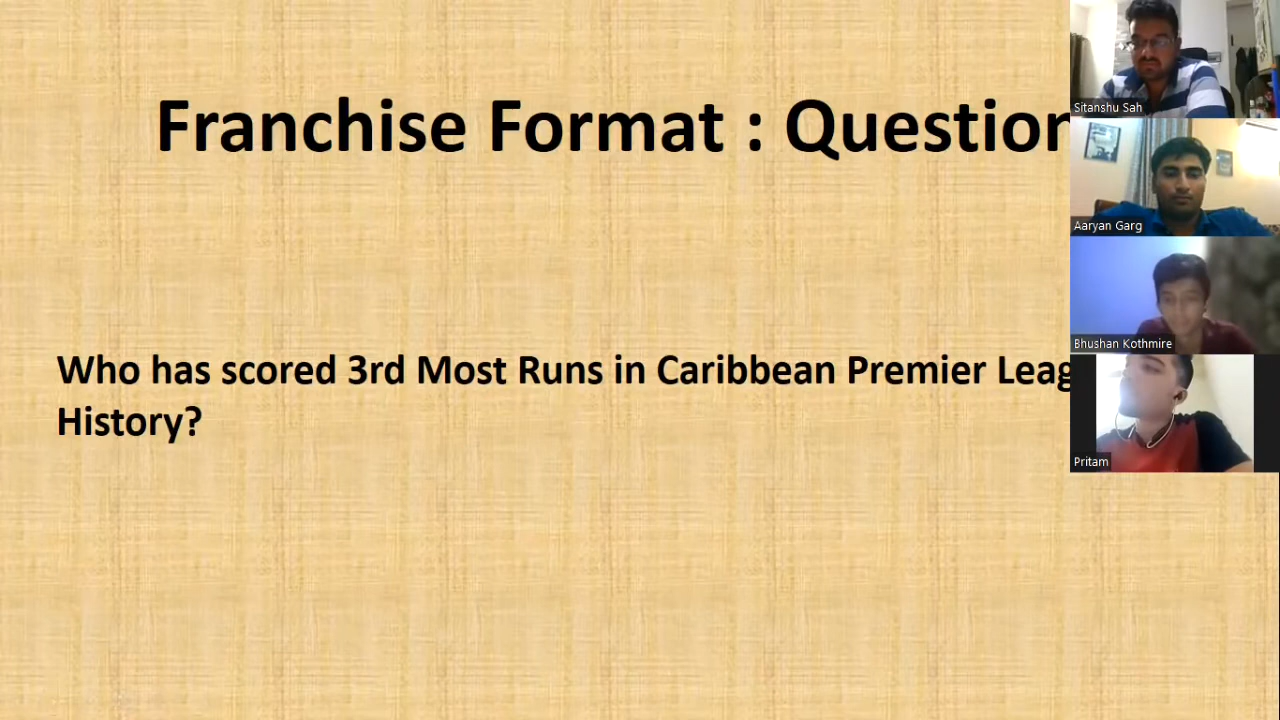 Franchise Format : Question
Who has scored 3rd Most Runs in Caribbean Premier Leag
History?
Sitanshu Sah
Aaryan Garg
Bhushan Kothmire
Pritam